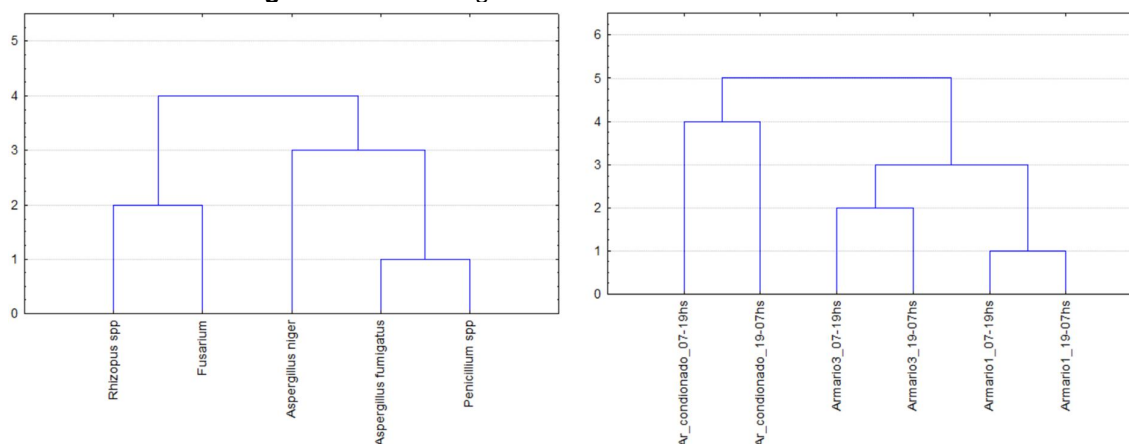 5
4
3
2
1
0
Rhizopus spp
Fusarium
Aspergillus niger
Aspergillus fumigatus
Penicillium spp
6
5
4
3
2
1
0
Ar_condionado_07-19hs
Ar_condionado_19-07hs
Armario3_07-19hs
Armario3_19-07hs
Armario1_07-19hs
Armario1_19-07hs